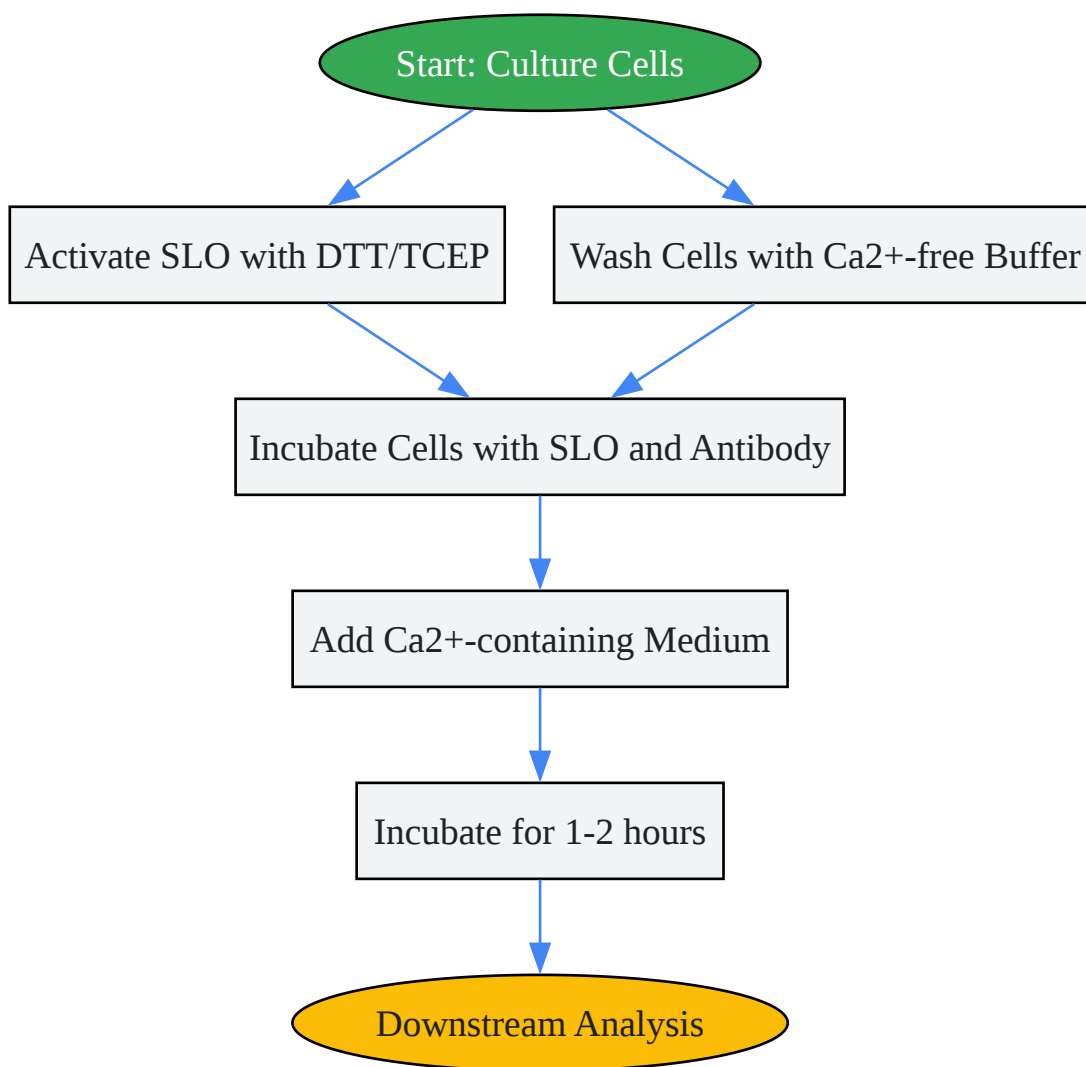 Start: Culture Cells
Activate SLO with DTT/TCEP
Wash Cells with Ca2+-free Buffer
Incubate Cells with SLO and Antibody
Add Ca2+-containing Medium
Incubate for 1-2 hours
Downstream Analysis